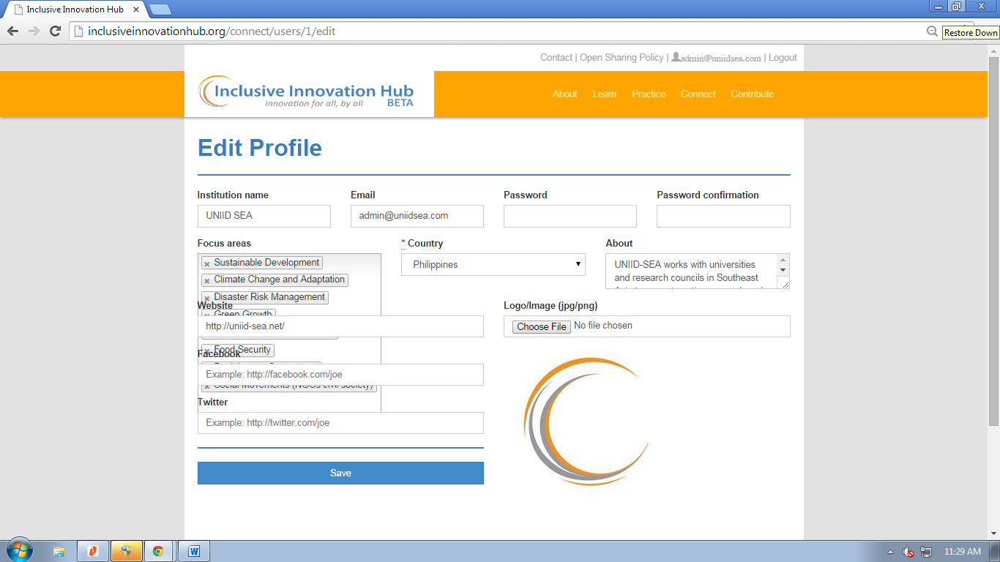 Inclusive Innovation Hub
inclusiveinnovationhub.org/connect/users/1/edit
Restore Down
Contact | Open Sharing Policy | admin@uniidsea.com | Logout
Inclusive Innovation Hub
BETA
Innovation for all, by all
About Learn Practice Connect Contribute
Edit Profile
Institution name Email Password Password confirmation
UNIID SEA admin@uniidsea.com
Focus areas * Country About
Sustainable Development Philippines UNIID-SEA works with universities
Climate Change and Adaptation and research councils in Southeast
Disaster Risk Management
Website Logo/Image (jpg/png)
Green Growth
http://uniid-sea.net/ Choose File No file chosen
Food Security
Facebook
Example: http://facebook.com/joe
Social Movements (NGOs civil society)
Twitter
Example: http://twitter.com/joe
Save
11:29 AM